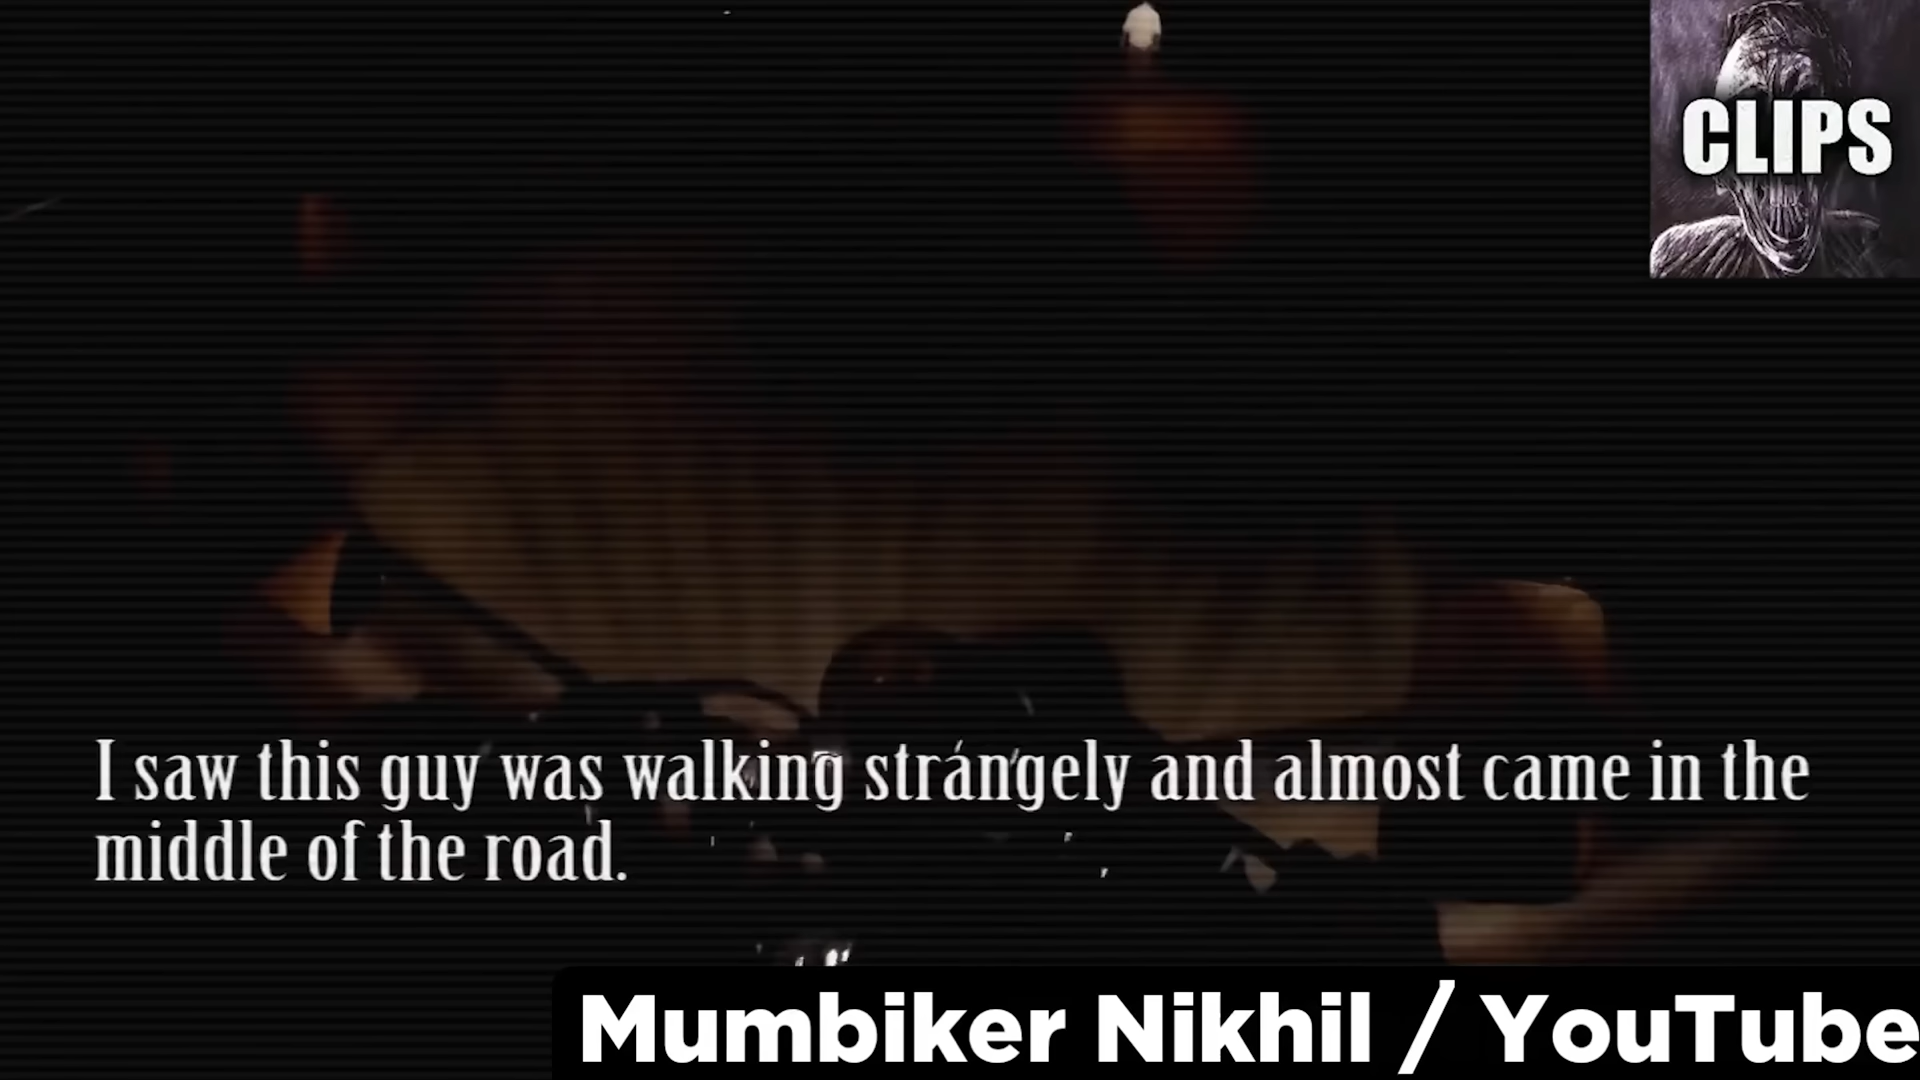 CLIPS
I saw this guy was walking strangely and almost came in the
middle of the road.
Mumbiker Nikhil / YouTube